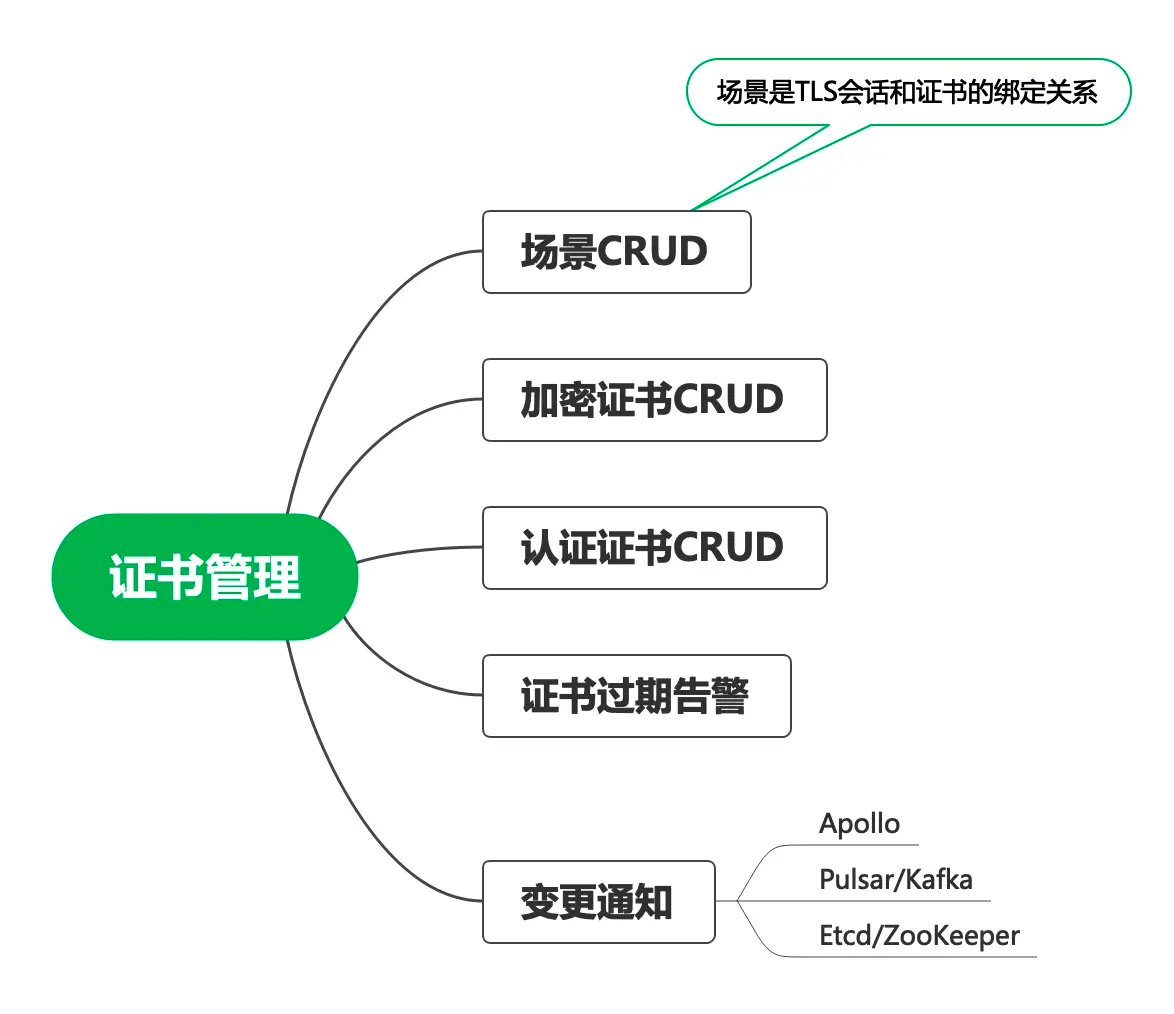 场景是TLS会话和证书的绑定关系
场景CRUD
加密证书CRUD
认证证书CRUD
证书管理
证书过期告警
Apollo
变更通知
Pulsar/Kafka
Etcd/ZooKeeper